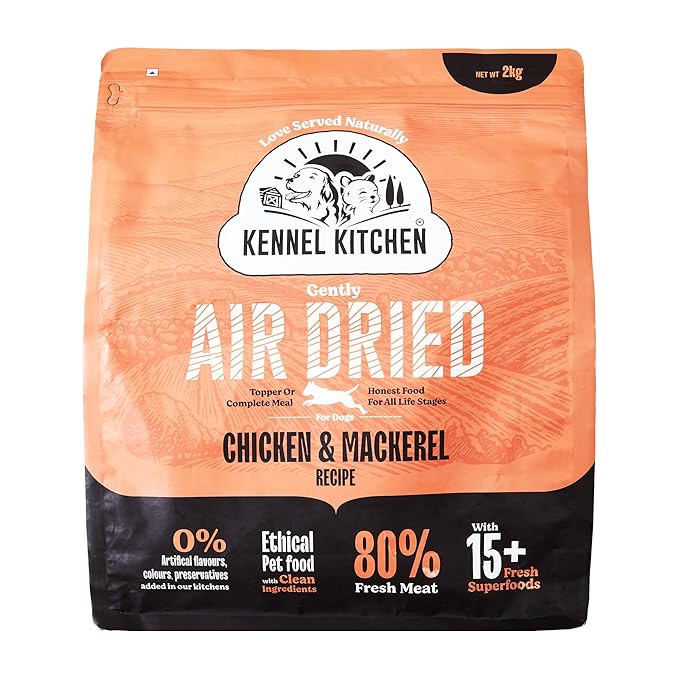 NET WT 2kg
Love Served Naturally
KENNEL KITCHEN
®
Gently
AIR DRIED
Topper Or
Complete Meal
Honest Food
For All Life Stages
For Dogs
CHICKEN & MACKEREL
RECIPE
0%
Artifical flavours,
colours, preservatives
added in our kitchens
Ethical
Pet food
with Clean
Ingredients
80%
Fresh Meat
With
15+
Fresh
Superfoods